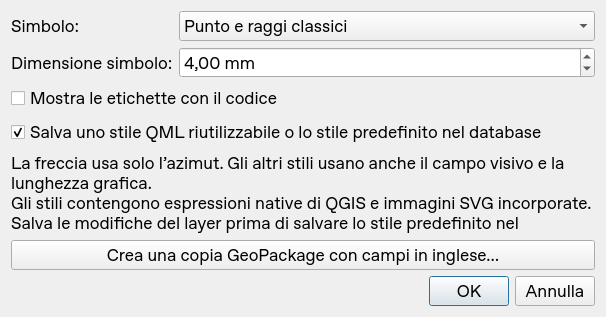 Simbolo: Punto e raggi classici
Dimensione simbolo: 4,00 mm
Mostra le etichette con il codice
Salva uno stile QML riutilizzabile o lo stile predefinito nel database
La freccia usa solo l'azimut. Gli altri stili usano anche il campo visivo e la
lunghezza grafica.
Gli stili contengono espressioni native di QGIS e immagini SVG incorporate.
Salva le modifiche del layer prima di salvare lo stile predefinito nel
Crea una copia GeoPackage con campi in inglese...
OK Annulla